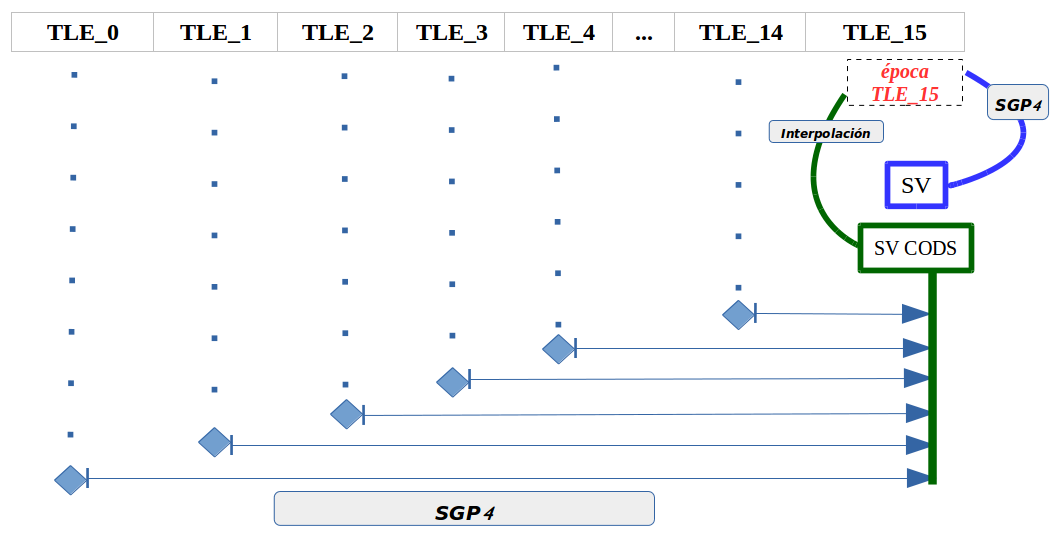 TLE_0 TLE_1 TLE_2 TLE_3 TLE_4 ... TLE_14 TLE_15
época
TLE_15
SGP4
Interpolación
SV
SV CODS
SGP4